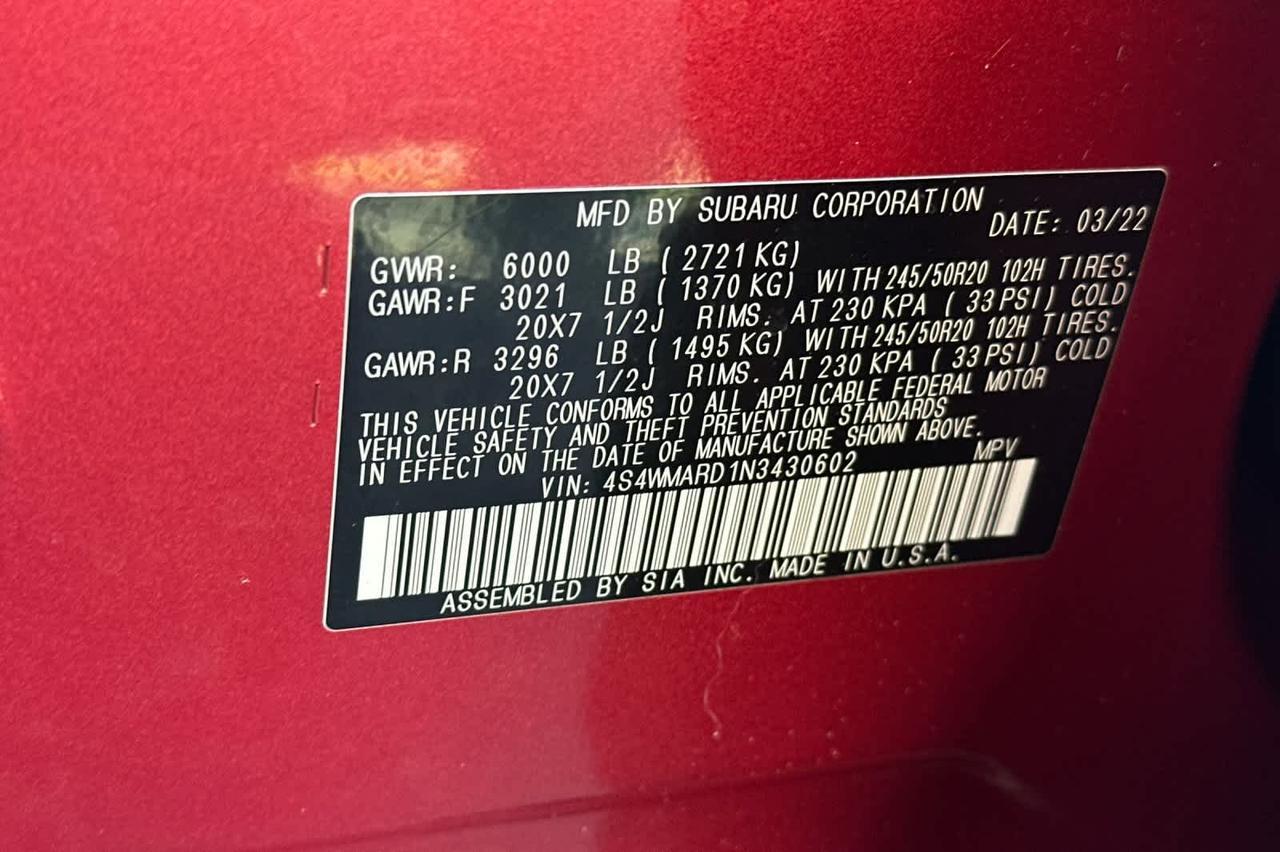 MFD BY SUBARU CORPORATION
DATE: 03/22
GVWR: 6000 LB ( 2721 KG)
GAWR:F 3021 LB ( 1370 KG) WITH 245/50R20 102H TIRES.
20X7 1/2J RIMS. AT 230 KPA ( 33 PSI) COLD
GAWR:R 3296 LB ( 1495 KG) WITH 245/50R20 102H TIRES.
20X7 1/2J RIMS. AT 230 KPA ( 33 PSI) COLD
THIS VEHICLE CONFORMS TO ALL APPLICABLE FEDERAL MOTOR
VEHICLE SAFETY AND THEFT PREVENTION STANDARDS
IN EFFECT ON THE DATE OF MANUFACTURE SHOWN ABOVE.
VIN: 4S4WMARD1N3430602 MPV
ASSEMBLED BY SIA INC. MADE IN U.S.A.